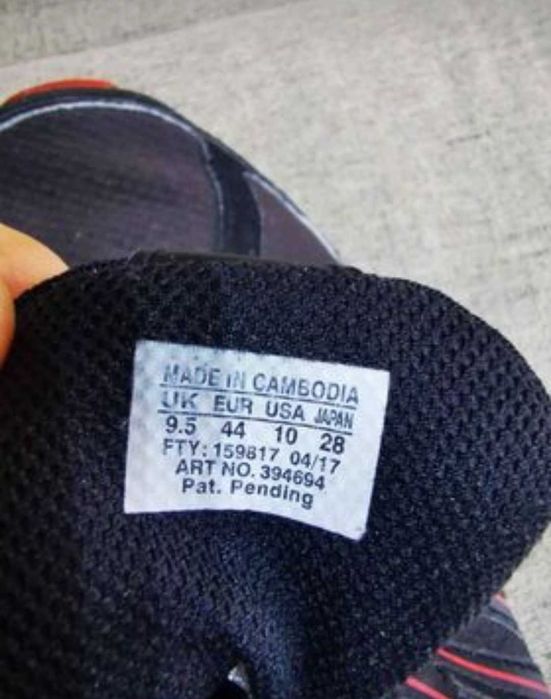 MADE IN CAMBODIA
UK EUR USA JAPAN
9.5 44 10 28
FTY: 159817 04/17
ART NO. 394694
Pat. Pending